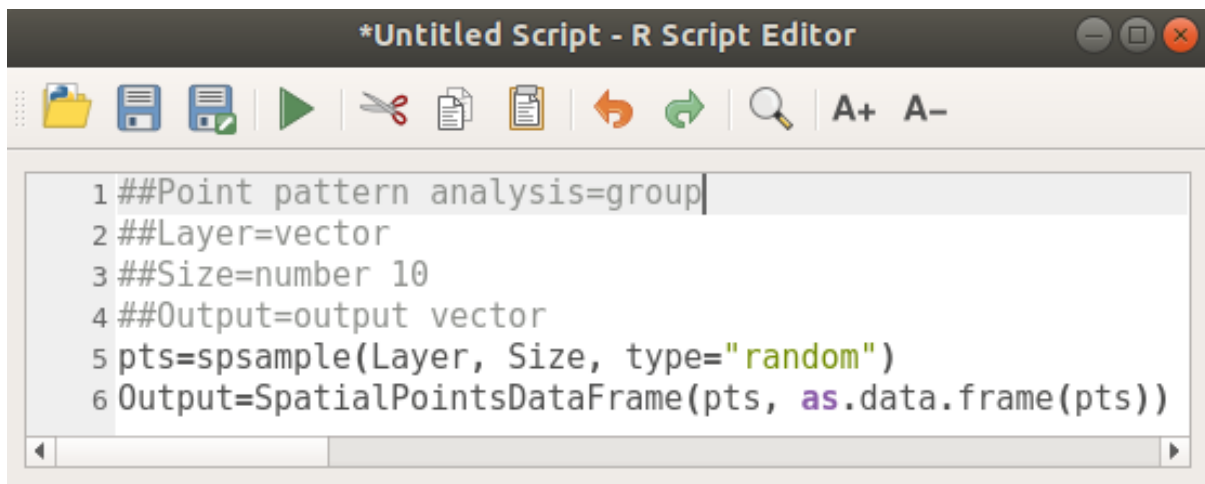 *Untitled Script - R Script Editor
A+ A-
1 ##Point pattern analysis=group
2 ##Layer=vector
3 ##Size=number 10
4 ##Output=output vector
5 pts=spsample(Layer, Size, type="random")
6 Output=SpatialPointsDataFrame(pts, as.data.frame(pts))